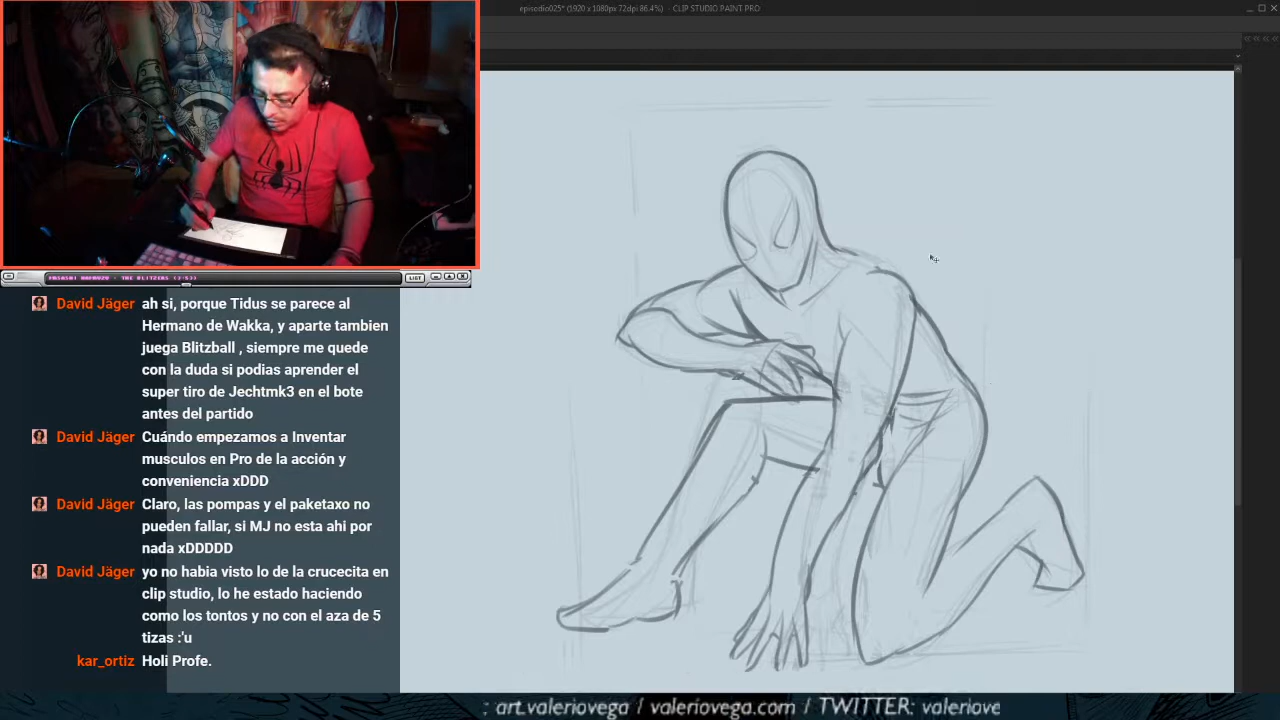 episodio025* (1920 x 1080px 72dpi 86.4%) - CLIP STUDIO PAINT PRO
LIST
David Jäger ah si, porque Tidus se parece al
Hermano de Wakka, y aparte tambien
juega Blitzball , siempre me quede
con la duda si podias aprender el
super tiro de Jechtmk3 en el bote
antes del partido
David Jäger Cuándo empezamos a Inventar
musculos en Pro de la acción y
conveniencia xDDD
David Jäger Claro, las pompas y el paketaxo no
pueden fallar, si MJ no esta ahi por
nada xDDDDD
David Jäger yo no habia visto lo de la crucecita en
clip studio, lo he estado haciendo
como los tontos y no con el aza de 5
tizas :'u
kar_ortiz Holi Profe.
: art.valeriovega / valeriovega.com / TWITTER: valeriove